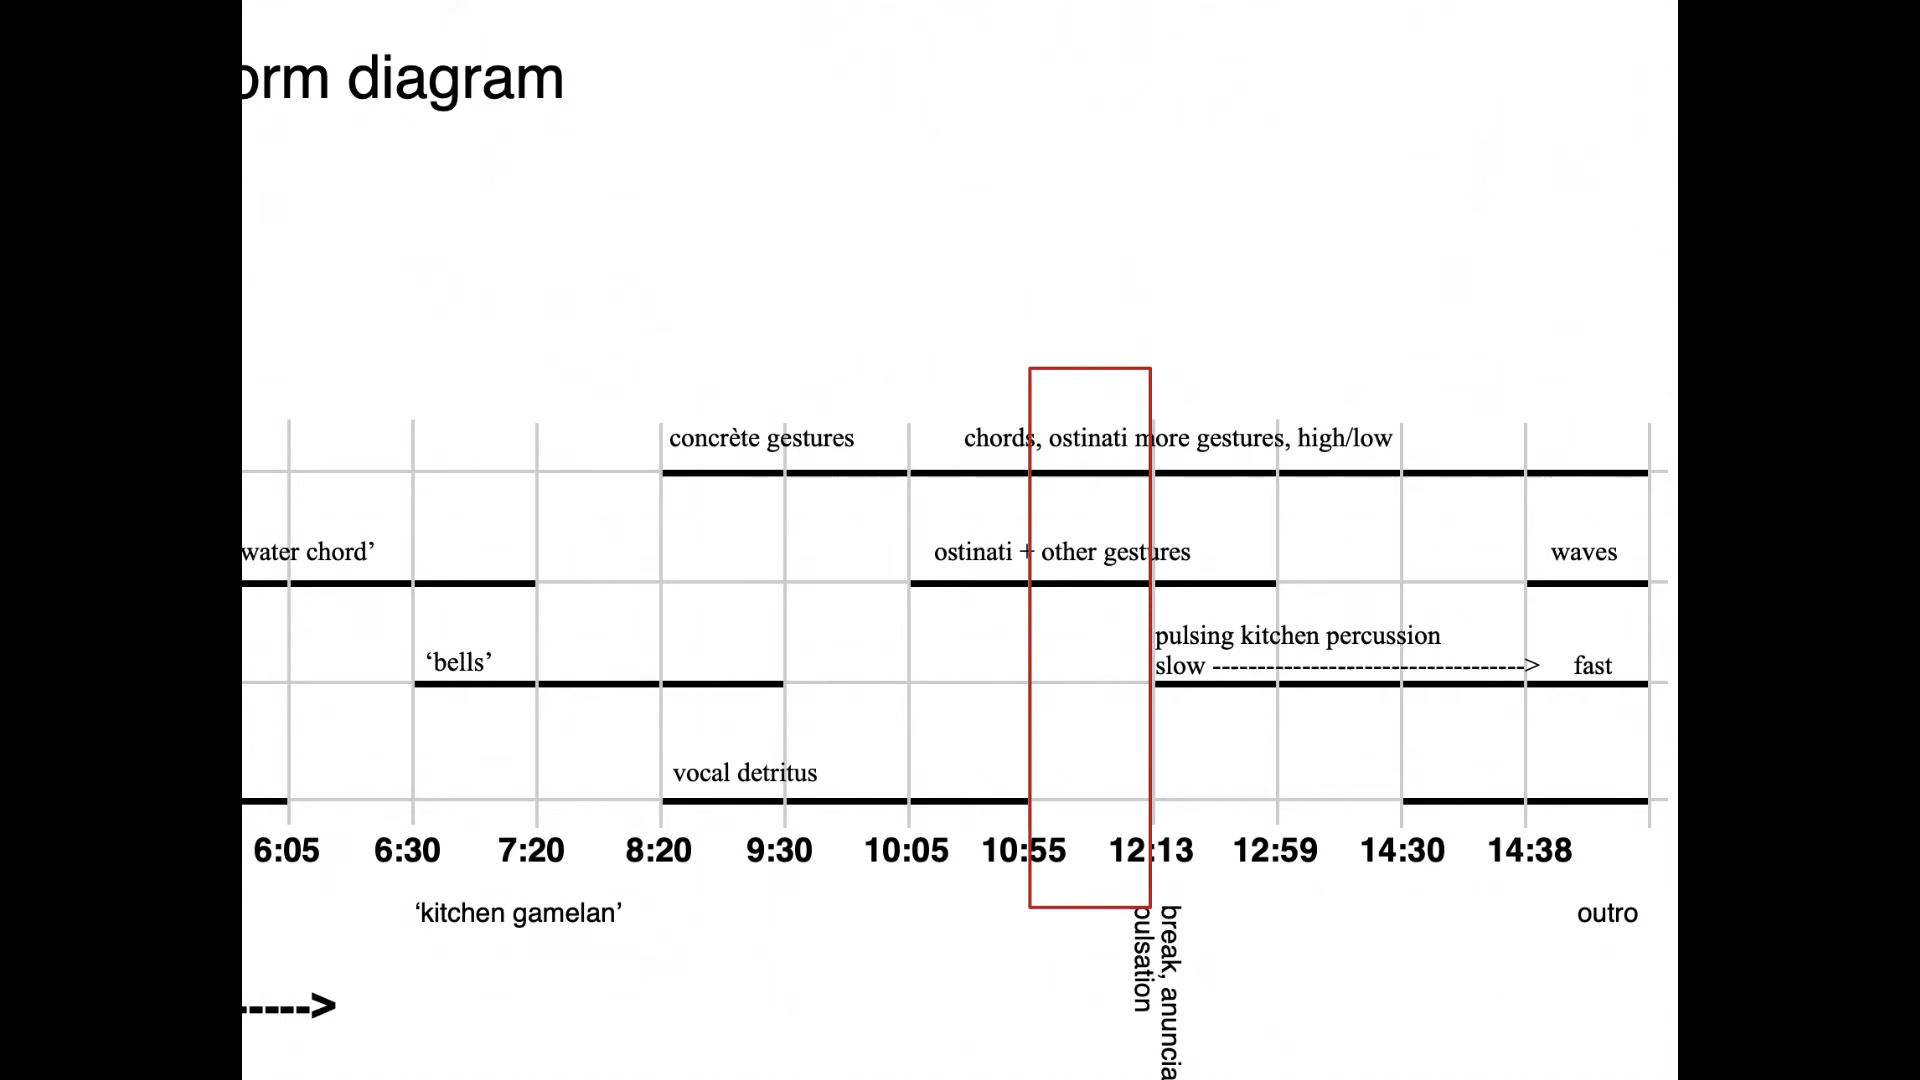 orm diagram
concrète gestures
chords, ostinati more gestures, high/low
water chord’
ostinati + other gestures
waves
pulsing kitchen percussion
‘bells’
slow ----------------------------------> fast
vocal detritus
6:05 6:30 7:20 8:20 9:30 10:05 10:55 12:13 12:59 14:30 14:38
‘kitchen gamelan’
outro
break, anuncia
pulsation
----->